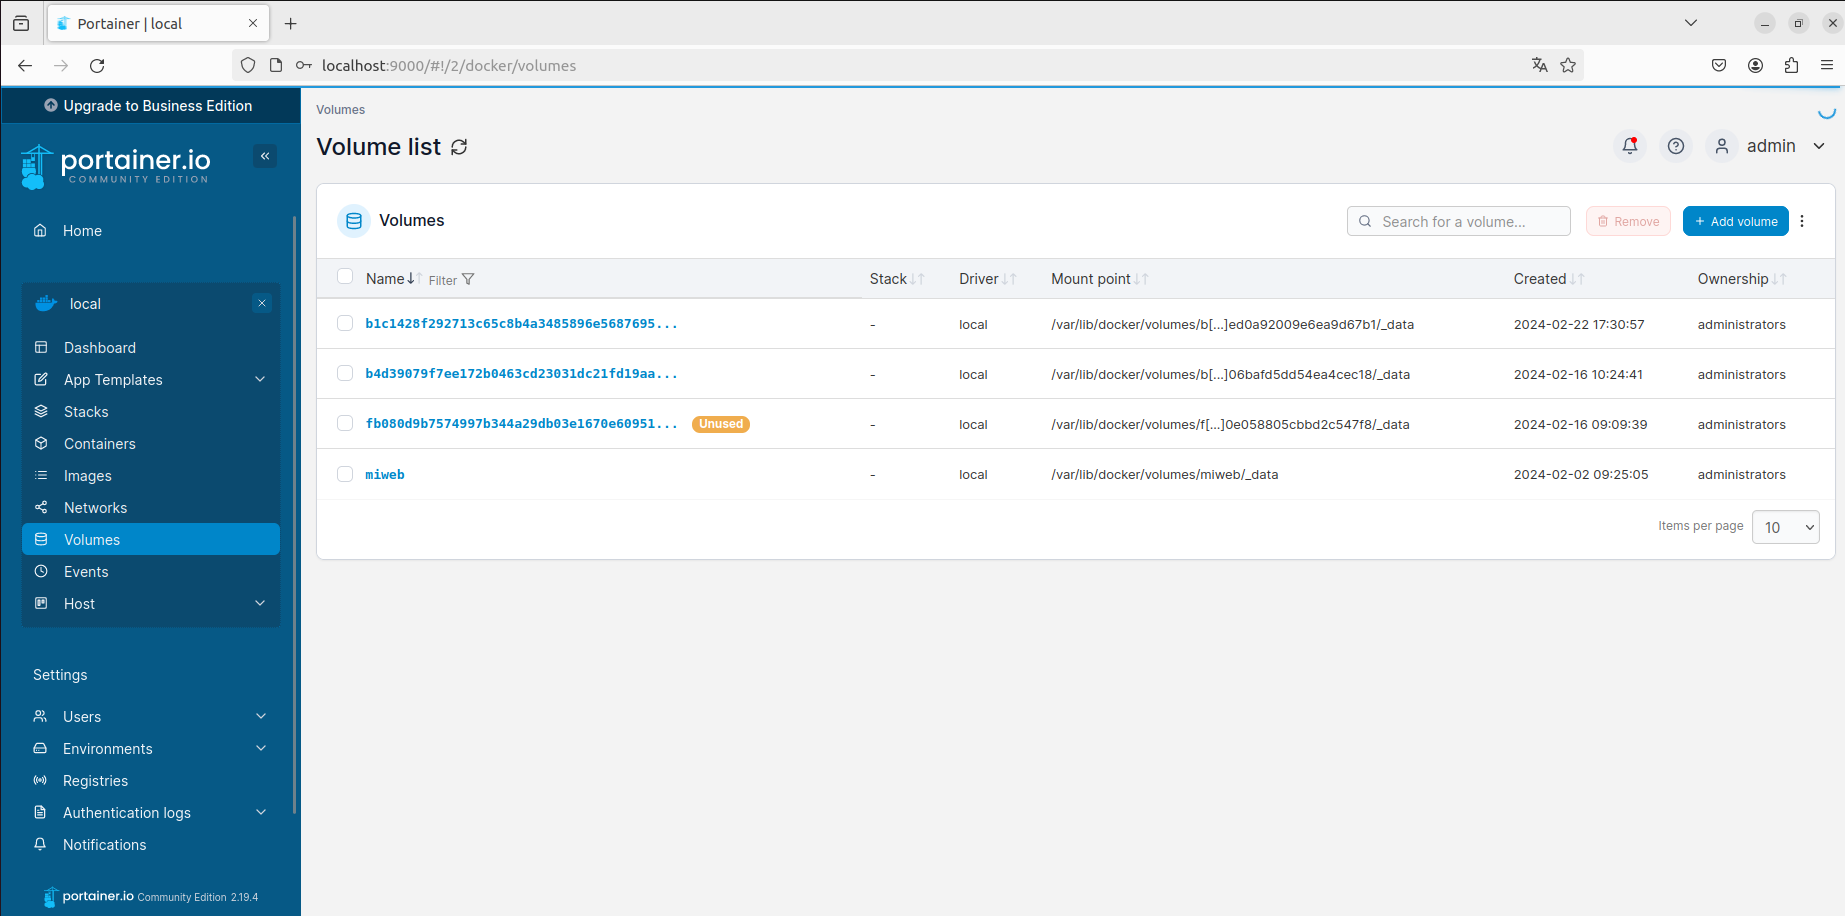 Portainer | local
localhost:9000/#!/2/docker/volumes
Upgrade to Business Edition
portainer.io
COMMUNITY EDITION
Home
local
Dashboard
App Templates
Stacks
Containers
Images
Networks
Volumes
Events
Host
Settings
Users
Environments
Registries
Authentication logs
Notifications
portainer.io Community Edition 2.19.4
Volumes
Volume list
admin
Volumes
Search for a volume...
Remove
Add volume
Name Filter Stack Driver Mount point Created Ownership
b1c1428f292713c65c8b4a3485896e5687695... - local /var/lib/docker/volumes/b[...]ed0a92009e6ea9d67b1/_data 2024-02-22 17:30:57 administrators
b4d39079f7ee172b0463cd23031dc21fd19aa... - local /var/lib/docker/volumes/b[...]06bafd5dd54ea4cec18/_data 2024-02-16 10:24:41 administrators
fb080d9b7574997b344a29db03e1670e60951... Unused - local /var/lib/docker/volumes/f[...]0e058805cbbd2c547f8/_data 2024-02-16 09:09:39 administrators
miweb - local /var/lib/docker/volumes/miweb/_data 2024-02-02 09:25:05 administrators
Items per page 10